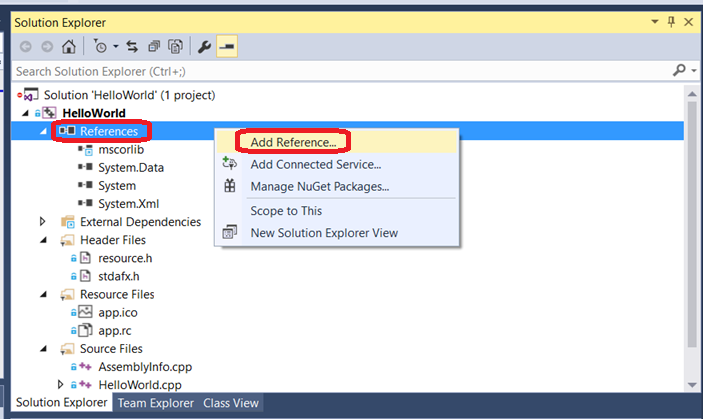 Solution Explorer
Search Solution Explorer (Ctrl+;)
Solution 'HelloWorld' (1 project)
HelloWorld
References
mscorlib
System.Data
System
System.Xml
External Dependencies
Header Files
resource.h
stdafx.h
Resource Files
app.ico
app.rc
Source Files
AssemblyInfo.cpp
HelloWorld.cpp
Add Reference...
Add Connected Service...
Manage NuGet Packages...
Scope to This
New Solution Explorer View
Solution Explorer Team Explorer Class View